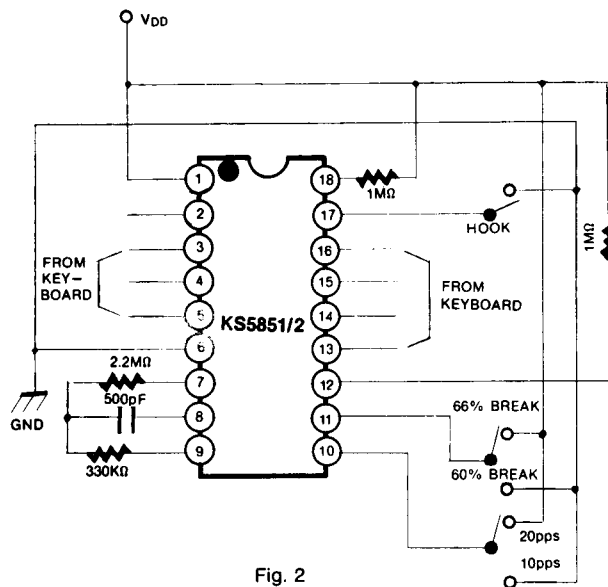 VDD
1
18
1MΩ
2
17
HOOK
3
16
1MΩ
FROM
KEY-
BOARD
4
15
FROM
KEYBOARD
5
14
KS5851/2
6
13
2.2MΩ
7
12
GND
500pF
8
11
66% BREAK
330KΩ
9
10
60% BREAK
20pps
10pps
Fig. 2